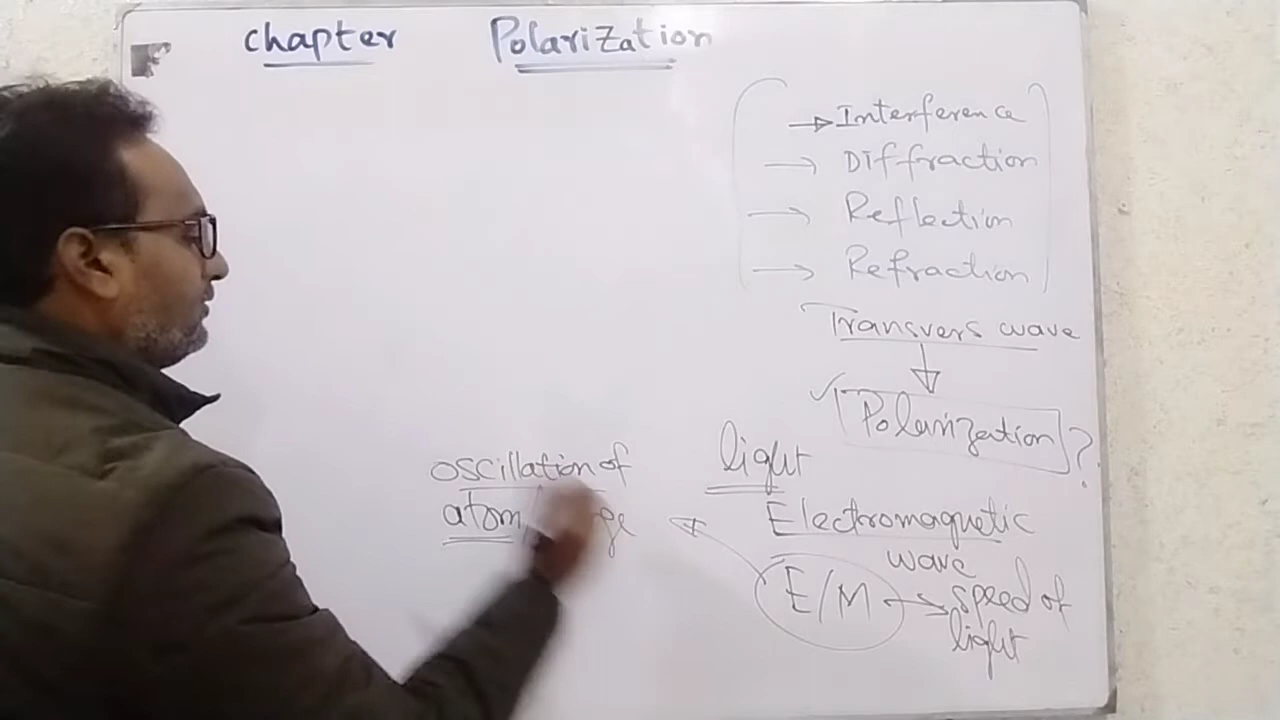 chapter Polarization
Interference
Diffraction
Reflection
Refraction
Transvers wave
Polarization ?
light
oscillation of
atom
Electromagnetic
wave
E/M speed of
light